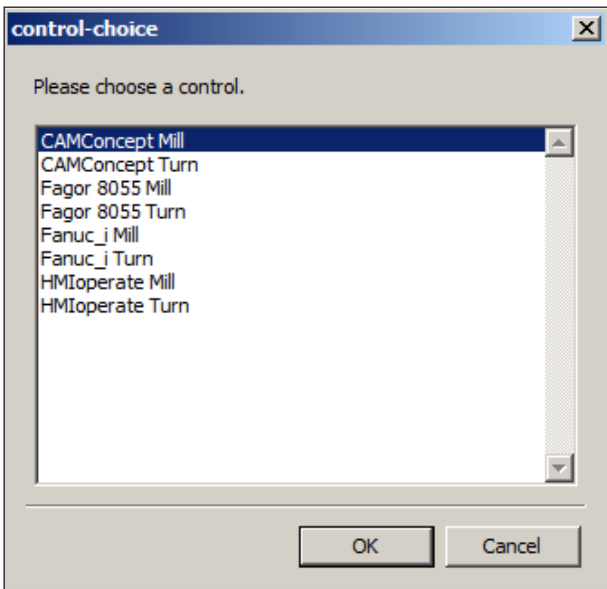 control-choice
Please choose a control.
CAMConcept Mill
CAMConcept Turn
Fagor 8055 Mill
Fagor 8055 Turn
Fanuc_i Mill
Fanuc_i Turn
HMIoperate Mill
HMIoperate Turn
OK Cancel